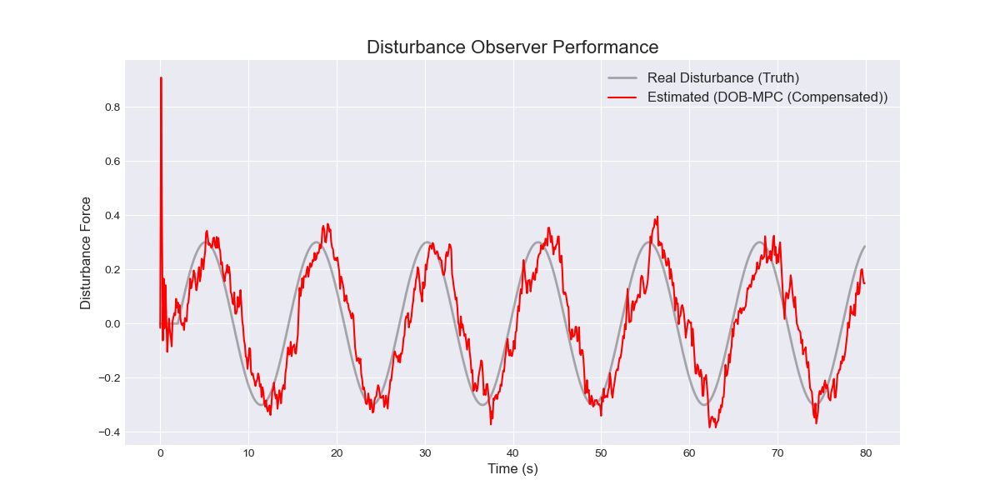 Disturbance Observer Performance
Real Disturbance (Truth)
Estimated (DOB-MPC (Compensated))
Disturbance Force
0.8
0.6
0.4
0.2
0.0
−0.2
−0.4
0 10 20 30 40 50 60 70 80
Time (s)